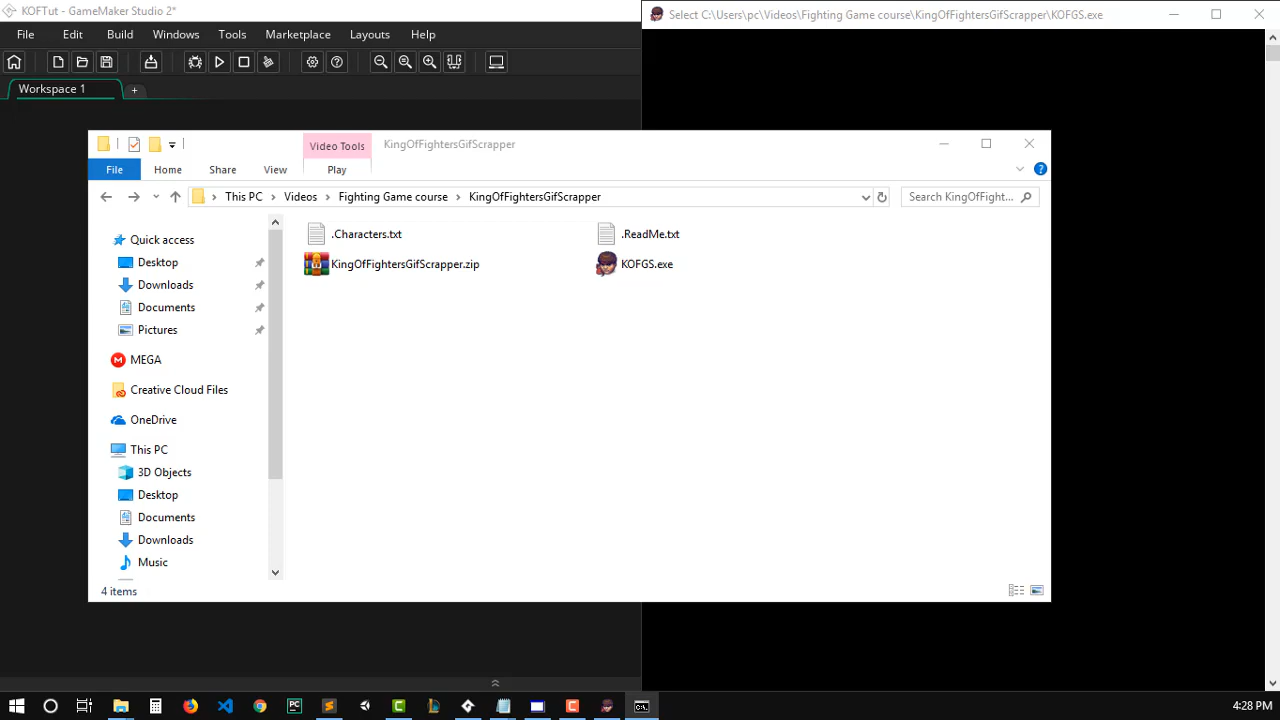 KOFTut - GameMaker Studio 2*
Select C:\Users\pc\Videos\Fighting Game course\KingOfFightersGifScrapper\KOFGS.exe
File Edit Build Windows Tools Marketplace Layouts Help
Workspace 1
Video Tools KingOfFightersGifScrapper
File Home Share View Play
This PC Videos Fighting Game course KingOfFightersGifScrapper Search KingOfFight...
Quick access
Desktop
Downloads
Documents
Pictures
MEGA
Creative Cloud Files
OneDrive
This PC
3D Objects
Desktop
Documents
Downloads
Music
.Characters.txt .ReadMe.txt
KingOfFightersGifScrapper.zip KOFGS.exe
4 items
PC
4:28 PM